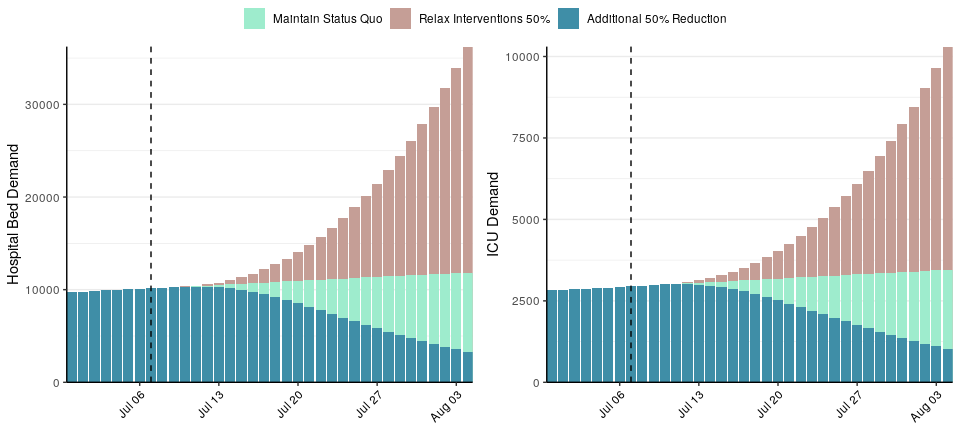 Maintain Status Quo Relax Interventions 50% Additional 50% Reduction
Hospital Bed Demand
30000
20000
10000
0
Jul 06 Jul 13 Jul 20 Jul 27 Aug 03
ICU Demand
10000
7500
5000
2500
0
Jul 06 Jul 13 Jul 20 Jul 27 Aug 03